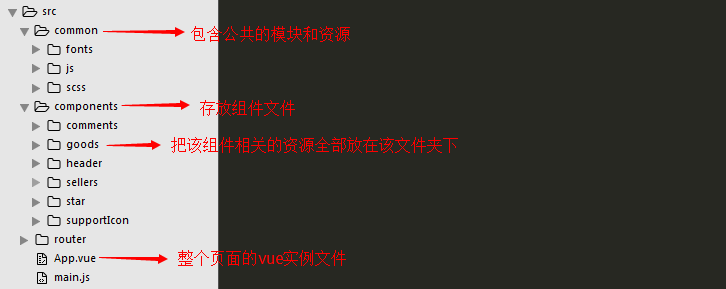 src
common 包含公共的模块和资源
fonts
js
scss
components 存放组件文件
comments
goods 把该组件相关的资源全部放在该文件夹下
header
sellers
star
supportIcon
router
App.vue 整个页面的vue实例文件
main.js